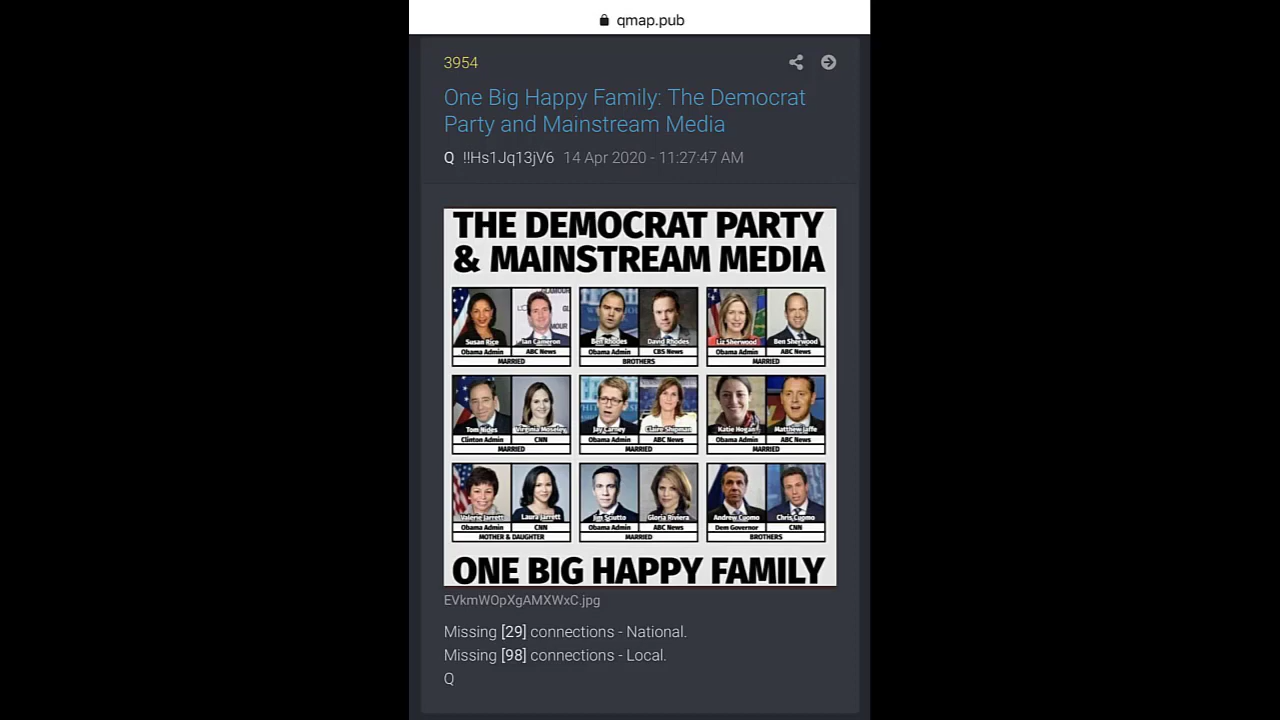 qmap.pub
3954
One Big Happy Family: The Democrat
Party and Mainstream Media
Q !!Hs1Jq13jV6 14 Apr 2020 - 11:27:47 AM
THE DEMOCRAT PARTY
& MAINSTREAM MEDIA
Susan Rice Ian Cameron Ben Rhodes David Rhodes Liz Sherwood Ben Sherwood
Obama Admin ABC News Obama Admin CBS News Obama Admin ABC News
MARRIED BROTHERS MARRIED
Tom Nides Virginia Moseley Jay Carney Claire Shipman Katie Hogan Matthew Jaffe
Clinton Admin CNN Obama Admin ABC News Obama Admin ABC News
MARRIED MARRIED MARRIED
Valerie Jarrett Laura Jarrett Jim Sciutto Gloria Riviera Andrew Cuomo Chris Cuomo
Obama Admin CNN Obama Admin ABC News Dem Governor CNN
MOTHER & DAUGHTER MARRIED BROTHERS
ONE BIG HAPPY FAMILY
EVkmWOpXgAMXWxC.jpg
Missing [29] connections - National.
Missing [98] connections - Local.
Q